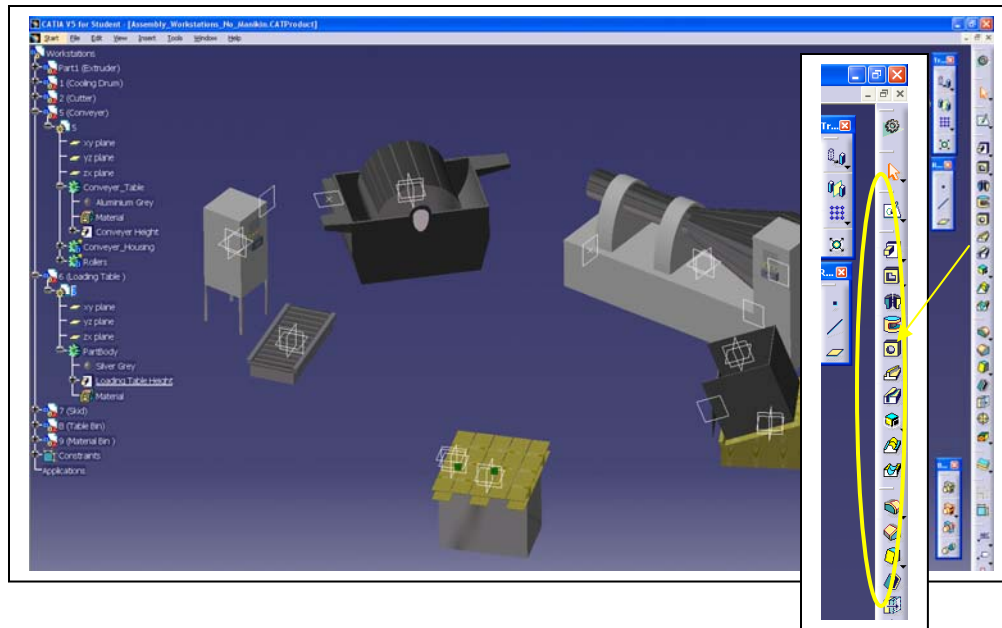 CATIA V5 for Student - [Assembly_Workstations_No_Manikin.CATProduct]
Start File Edit View Insert Tools Window Help
Workstations
Part1 (Extruder)
1 (Cooling Drum)
2 (Cutter)
5 (Conveyer)
5
xy plane
yz plane
zx plane
Conveyer_Table
Aluminium Grey
Material
Conveyer Height
Conveyer_Housing
Rollers
6 (Loading Table )
xy plane
yz plane
zx plane
PartBody
Silver Grey
Loading Table Height
Material
7 (Skid)
8 (Table Bin)
9 (Material Bin )
Constraints
Applications
Tr...
R...
R...
Tr...
R...